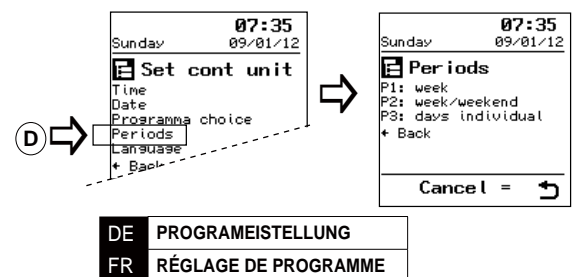 07:35
Sunday 09/01/12
Set cont unit
Time
Date
Programma choice
Periods
Language
← Back
D
07:35
Sunday 09/01/12
Periods
P1: week
P2: week/weekend
P3: days individual
← Back
Cancel =
DE PROGRAMEISTELLUNG
FR RÉGLAGE DE PROGRAMME